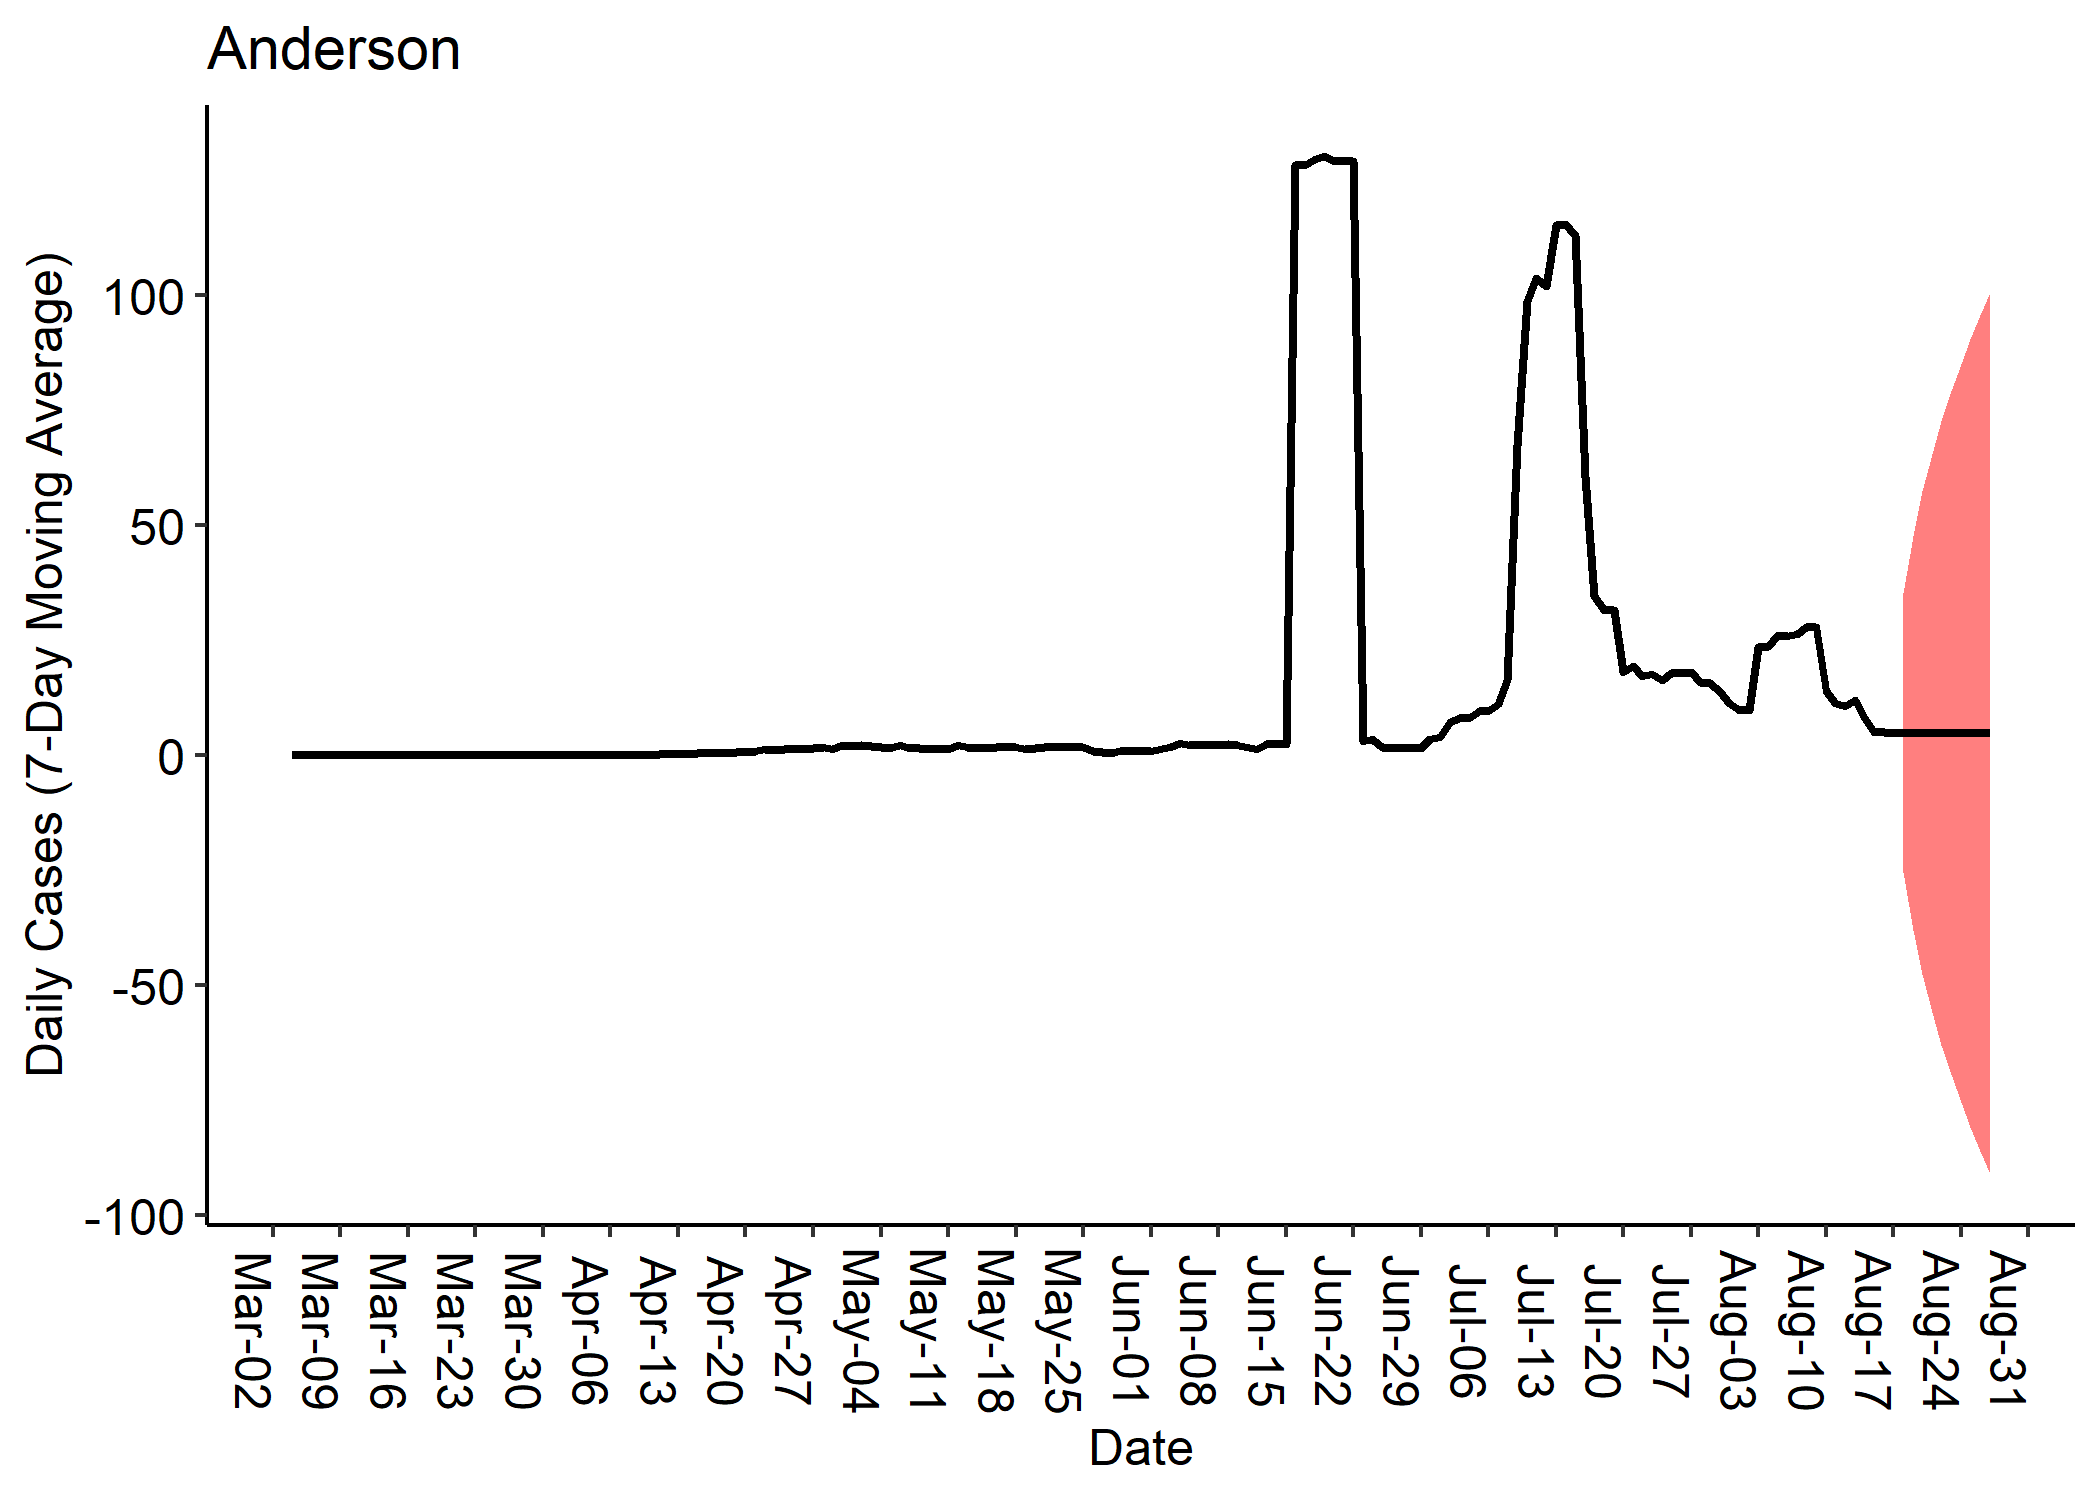 Anderson
Daily Cases (7-Day Moving Average)
100
50
0
-50
-100
Mar-02
Mar-09
Mar-16
Mar-23
Mar-30
Apr-06
Apr-13
Apr-20
Apr-27
May-04
May-11
May-18
May-25
Jun-01
Jun-08
Jun-15
Jun-22
Jun-29
Jul-06
Jul-13
Jul-20
Jul-27
Aug-03
Aug-10
Aug-17
Aug-24
Aug-31
Date